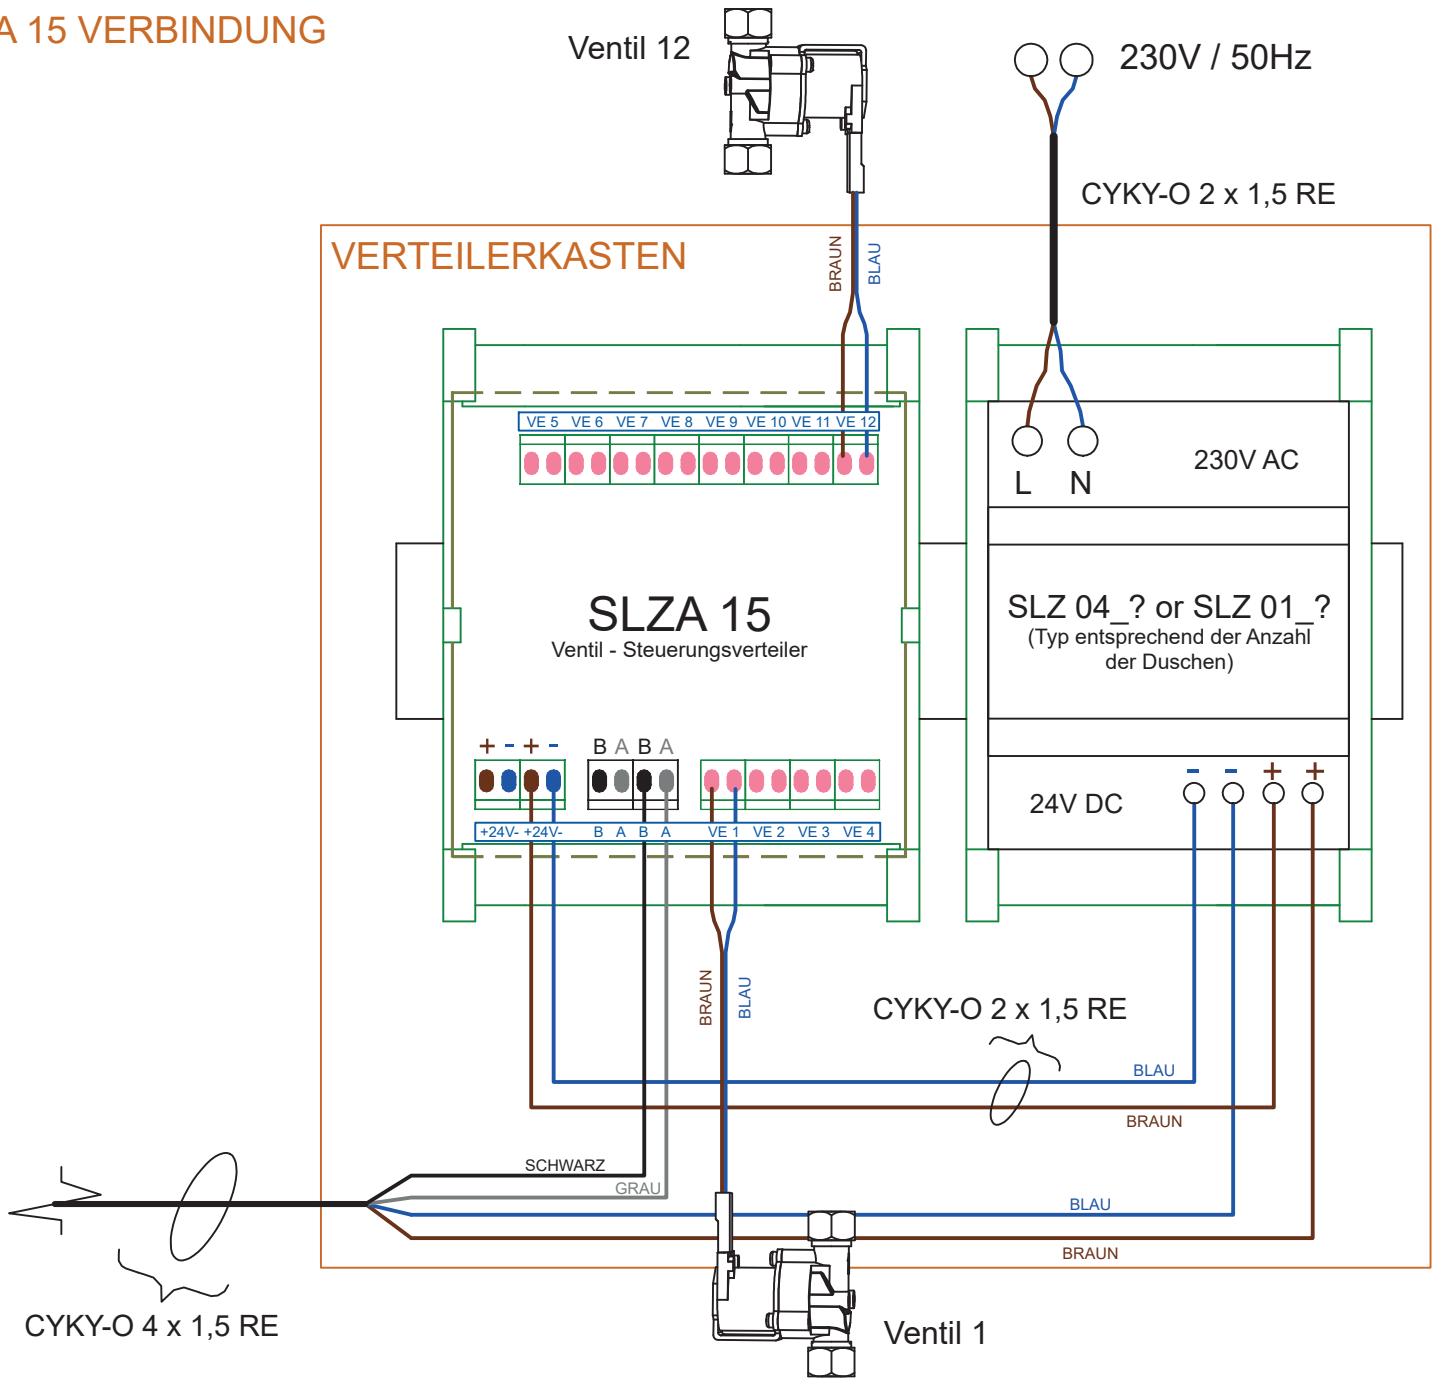 A 15 VERBINDUNG
Ventil 12
230V / 50Hz
CYKY-O 2 x 1,5 RE
VERTEILERKASTEN
BRAUN
BLAU
VE 5 VE 6 VE 7 VE 8 VE 9 VE 10 VE 11 VE 12
L N
230V AC
SLZA 15
Ventil - Steuerungsverteiler
SLZ 04_? or SLZ 01_?
(Typ entsprechend der Anzahl
der Duschen)
+ - + -
B A B A
- - + +
24V DC
+24V- +24V- B A B A VE 1 VE 2 VE 3 VE 4
BRAUN
BLAU
CYKY-O 2 x 1,5 RE
BLAU
BRAUN
SCHWARZ
GRAU
BLAU
BRAUN
CYKY-O 4 x 1,5 RE
Ventil 1